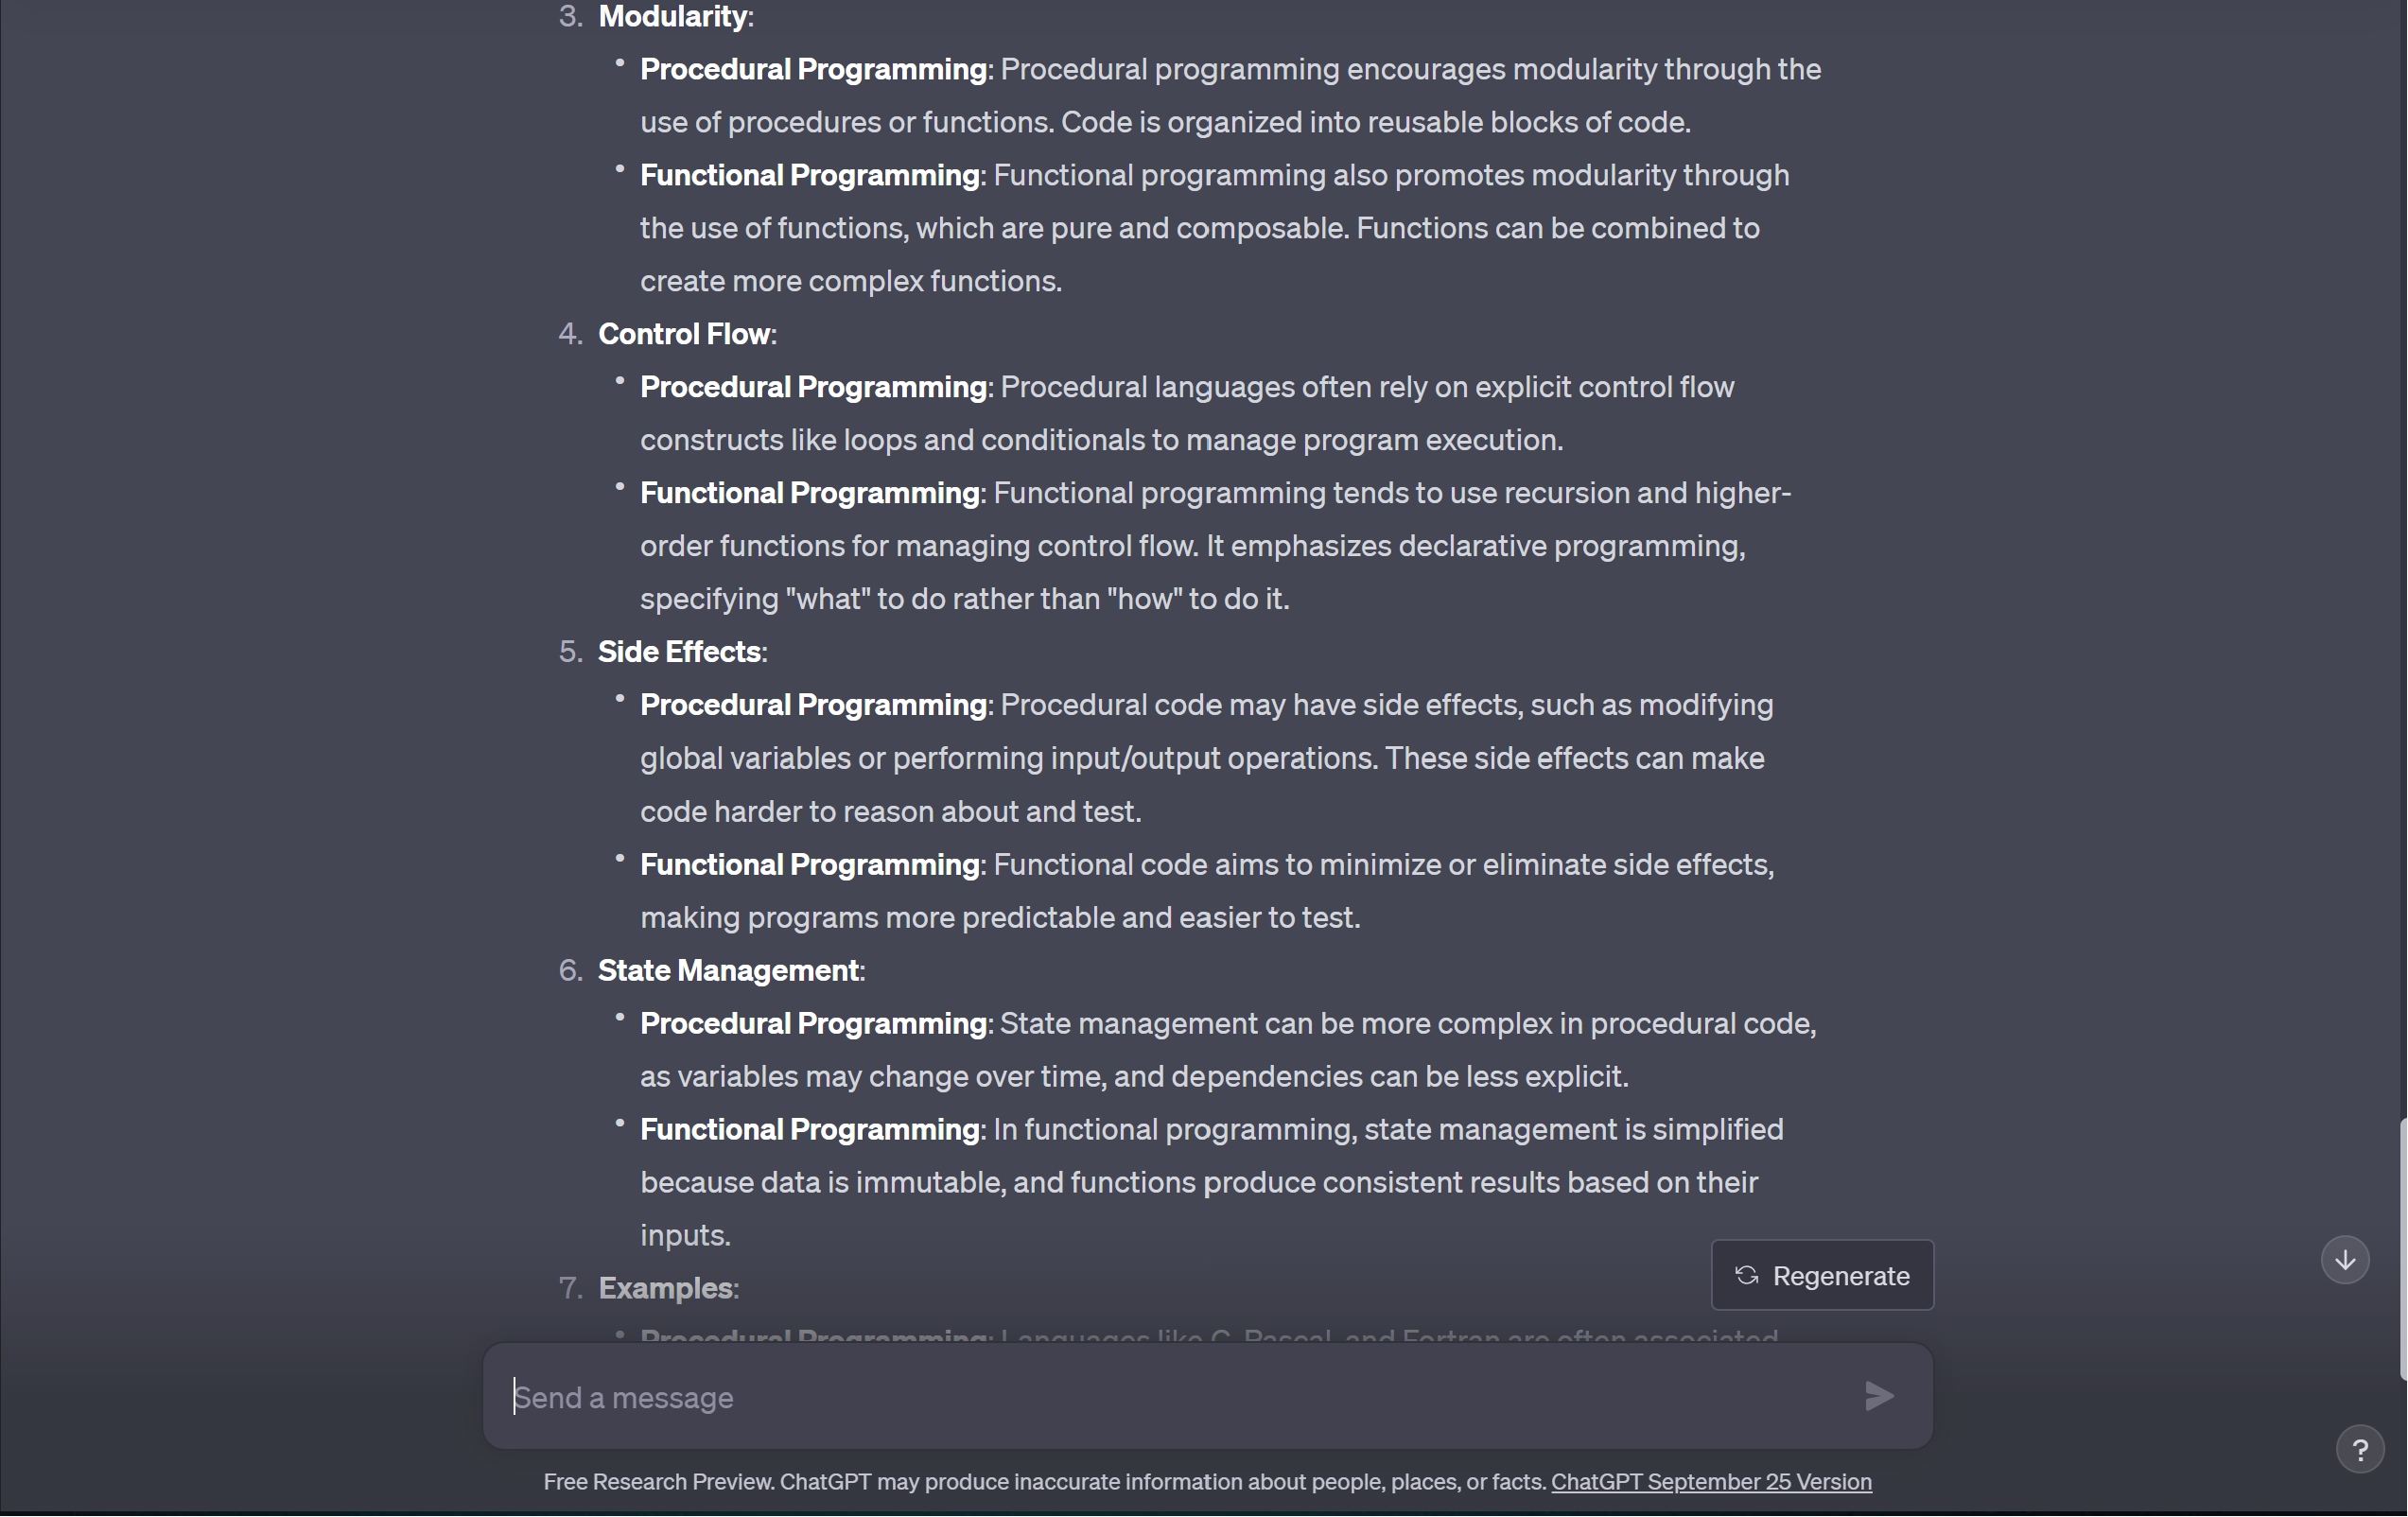 3. Modularity:
• Procedural Programming: Procedural programming encourages modularity through the
use of procedures or functions. Code is organized into reusable blocks of code.
• Functional Programming: Functional programming also promotes modularity through
the use of functions, which are pure and composable. Functions can be combined to
create more complex functions.
4. Control Flow:
• Procedural Programming: Procedural languages often rely on explicit control flow
constructs like loops and conditionals to manage program execution.
• Functional Programming: Functional programming tends to use recursion and higher-
order functions for managing control flow. It emphasizes declarative programming,
specifying "what" to do rather than "how" to do it.
5. Side Effects:
• Procedural Programming: Procedural code may have side effects, such as modifying
global variables or performing input/output operations. These side effects can make
code harder to reason about and test.
• Functional Programming: Functional code aims to minimize or eliminate side effects,
making programs more predictable and easier to test.
6. State Management:
• Procedural Programming: State management can be more complex in procedural code,
as variables may change over time, and dependencies can be less explicit.
• Functional Programming: In functional programming, state management is simplified
because data is immutable, and functions produce consistent results based on their
inputs.
Regenerate
7. Examples:
• Procedural Programming: Languages like C, Pascal, and Fortran are often associated
Send a message
?
Free Research Preview. ChatGPT may produce inaccurate information about people, places, or facts. ChatGPT September 25 Version